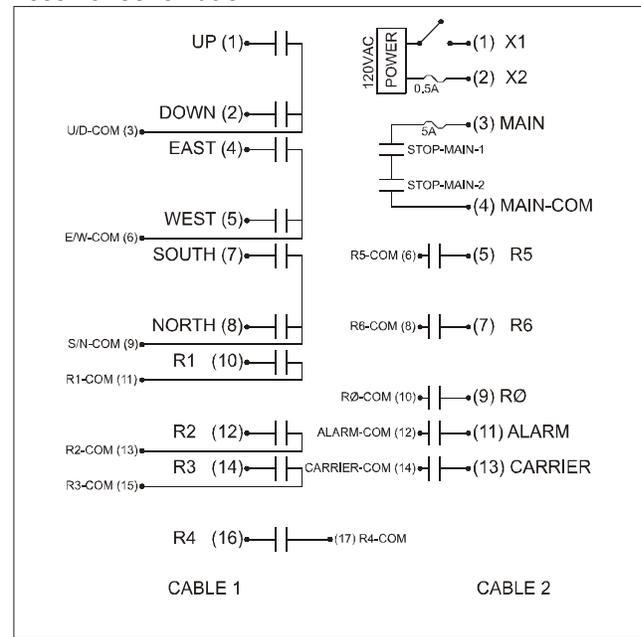 UP (1)
DOWN (2)
U/D-COM (3)
EAST (4)
WEST (5)
E/W-COM (6)
SOUTH (7)
NORTH (8)
S/N-COM (9)
R1 (10)
R1-COM (11)
R2 (12)
R2-COM (13)
R3 (14)
R3-COM (15)
R4 (16)
(17) R4-COM
CABLE 1
120VAC
POWER
(1) X1
(2) X2
0.5A
(3) MAIN
5A
STOP-MAIN-1
STOP-MAIN-2
(4) MAIN-COM
R5-COM (6) (5) R5
R6-COM (8) (7) R6
RØ-COM (10) (9) RØ
ALARM-COM (12) (11) ALARM
CARRIER-COM (14) (13) CARRIER
CABLE 2